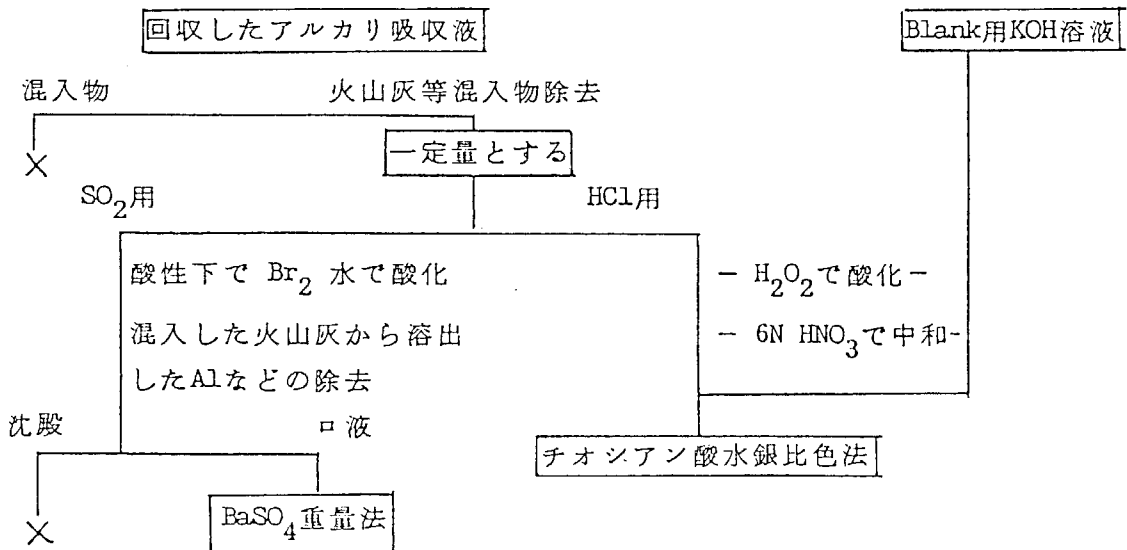 回収したアルカリ吸収液
Blank用KOH溶液
混入物
火山灰等混入物除去
一定量とする
SO2用
HCl用
酸性下で Br2 水で酸化
混入した火山灰から溶出
したAlなどの除去
- H2O2で酸化-
- 6N HNO3で中和-
沈殿
ロ液
チオシアン酸水銀比色法
BaSO4重量法